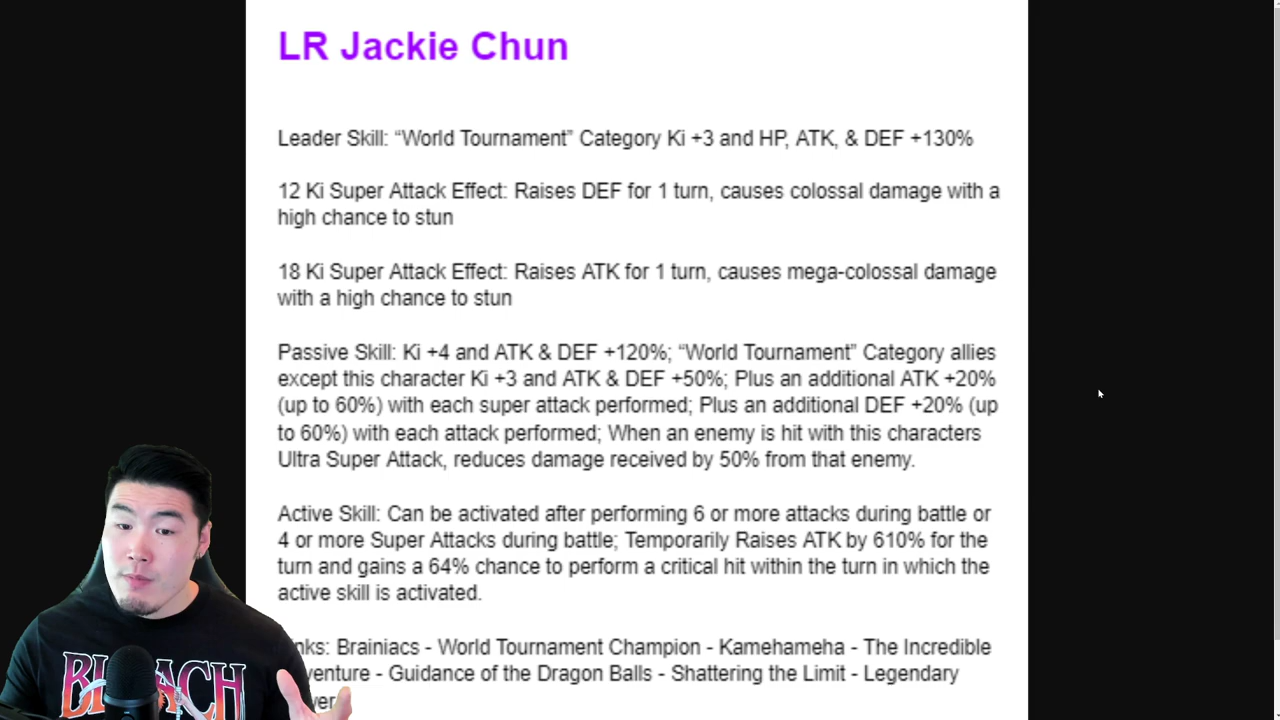 LR Jackie Chun
Leader Skill: “World Tournament” Category Ki +3 and HP, ATK, & DEF +130%
12 Ki Super Attack Effect: Raises DEF for 1 turn, causes colossal damage with a
high chance to stun
18 Ki Super Attack Effect: Raises ATK for 1 turn, causes mega-colossal damage
with a high chance to stun
Passive Skill: Ki +4 and ATK & DEF +120%; “World Tournament” Category allies
except this character Ki +3 and ATK & DEF +50%; Plus an additional ATK +20%
(up to 60%) with each super attack performed; Plus an additional DEF +20% (up
to 60%) with each attack performed; When an enemy is hit with this characters
Ultra Super Attack, reduces damage received by 50% from that enemy.
Active Skill: Can be activated after performing 6 or more attacks during battle or
4 or more Super Attacks during battle; Temporarily Raises ATK by 610% for the
turn and gains a 64% chance to perform a critical hit within the turn in which the
active skill is activated.
nks: Brainiacs - World Tournament Champion - Kamehameha - The Incredible
venture - Guidance of the Dragon Balls - Shattering the Limit - Legendary
wer
BLEACH